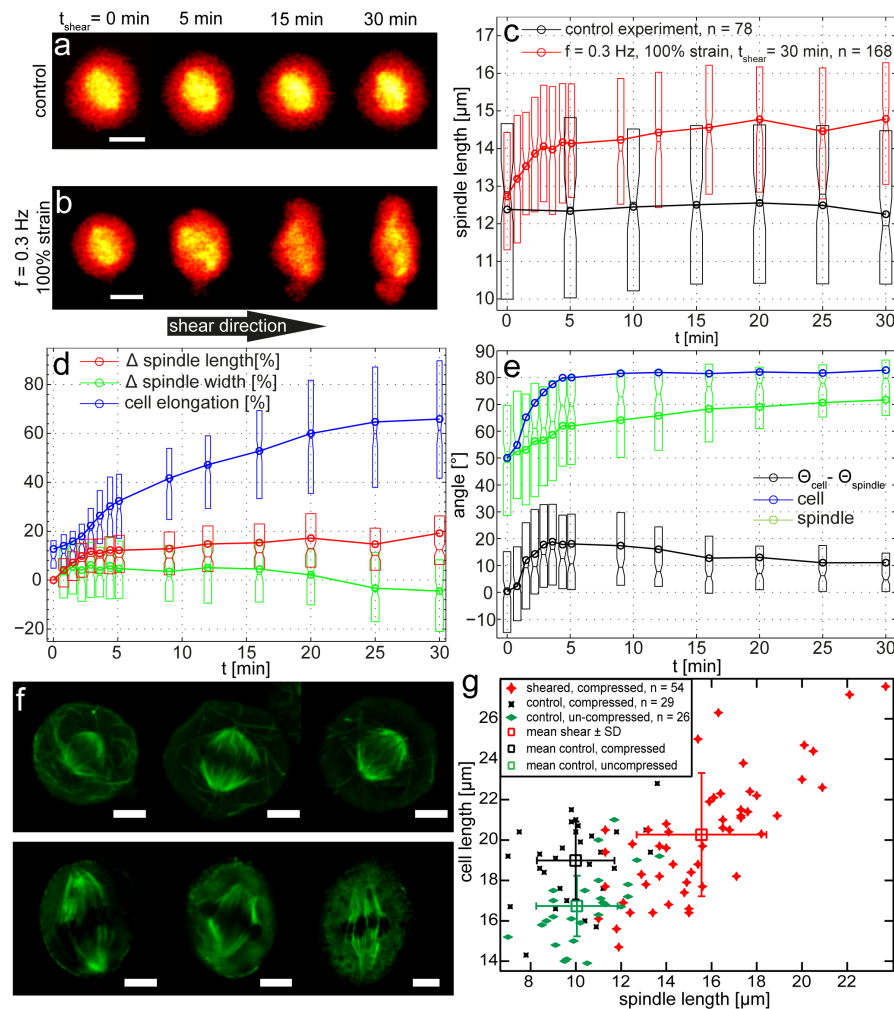 t_shear = 0 min 5 min 15 min 30 min
a
control
b
f = 0.3 Hz
100% strain
shear direction
c
control experiment, n = 78
f = 0.3 Hz, 100% strain, t_shear = 30 min, n = 168
spindle length [µm]
17
16
15
14
13
12
11
10
0 5 10 15 20 25 30
t [min]
d
Δ spindle length[%]
Δ spindle width [%]
cell elongation [%]
80
60
40
20
0
−20
0 5 10 15 20 25 30
t [min]
e
angle [°]
90
80
70
60
50
40
30
20
10
0
−10
Θ_cell - Θ_spindle
cell
spindle
0 5 10 15 20 25 30
t [min]
f
g
sheared, compressed, n = 54
control, compressed, n = 29
control, un-compressed, n = 26
mean shear ± SD
mean control, compressed
mean control, uncompressed
cell length [µm]
26
24
22
20
18
16
14
8 10 12 14 16 18 20 22
spindle length [µm]